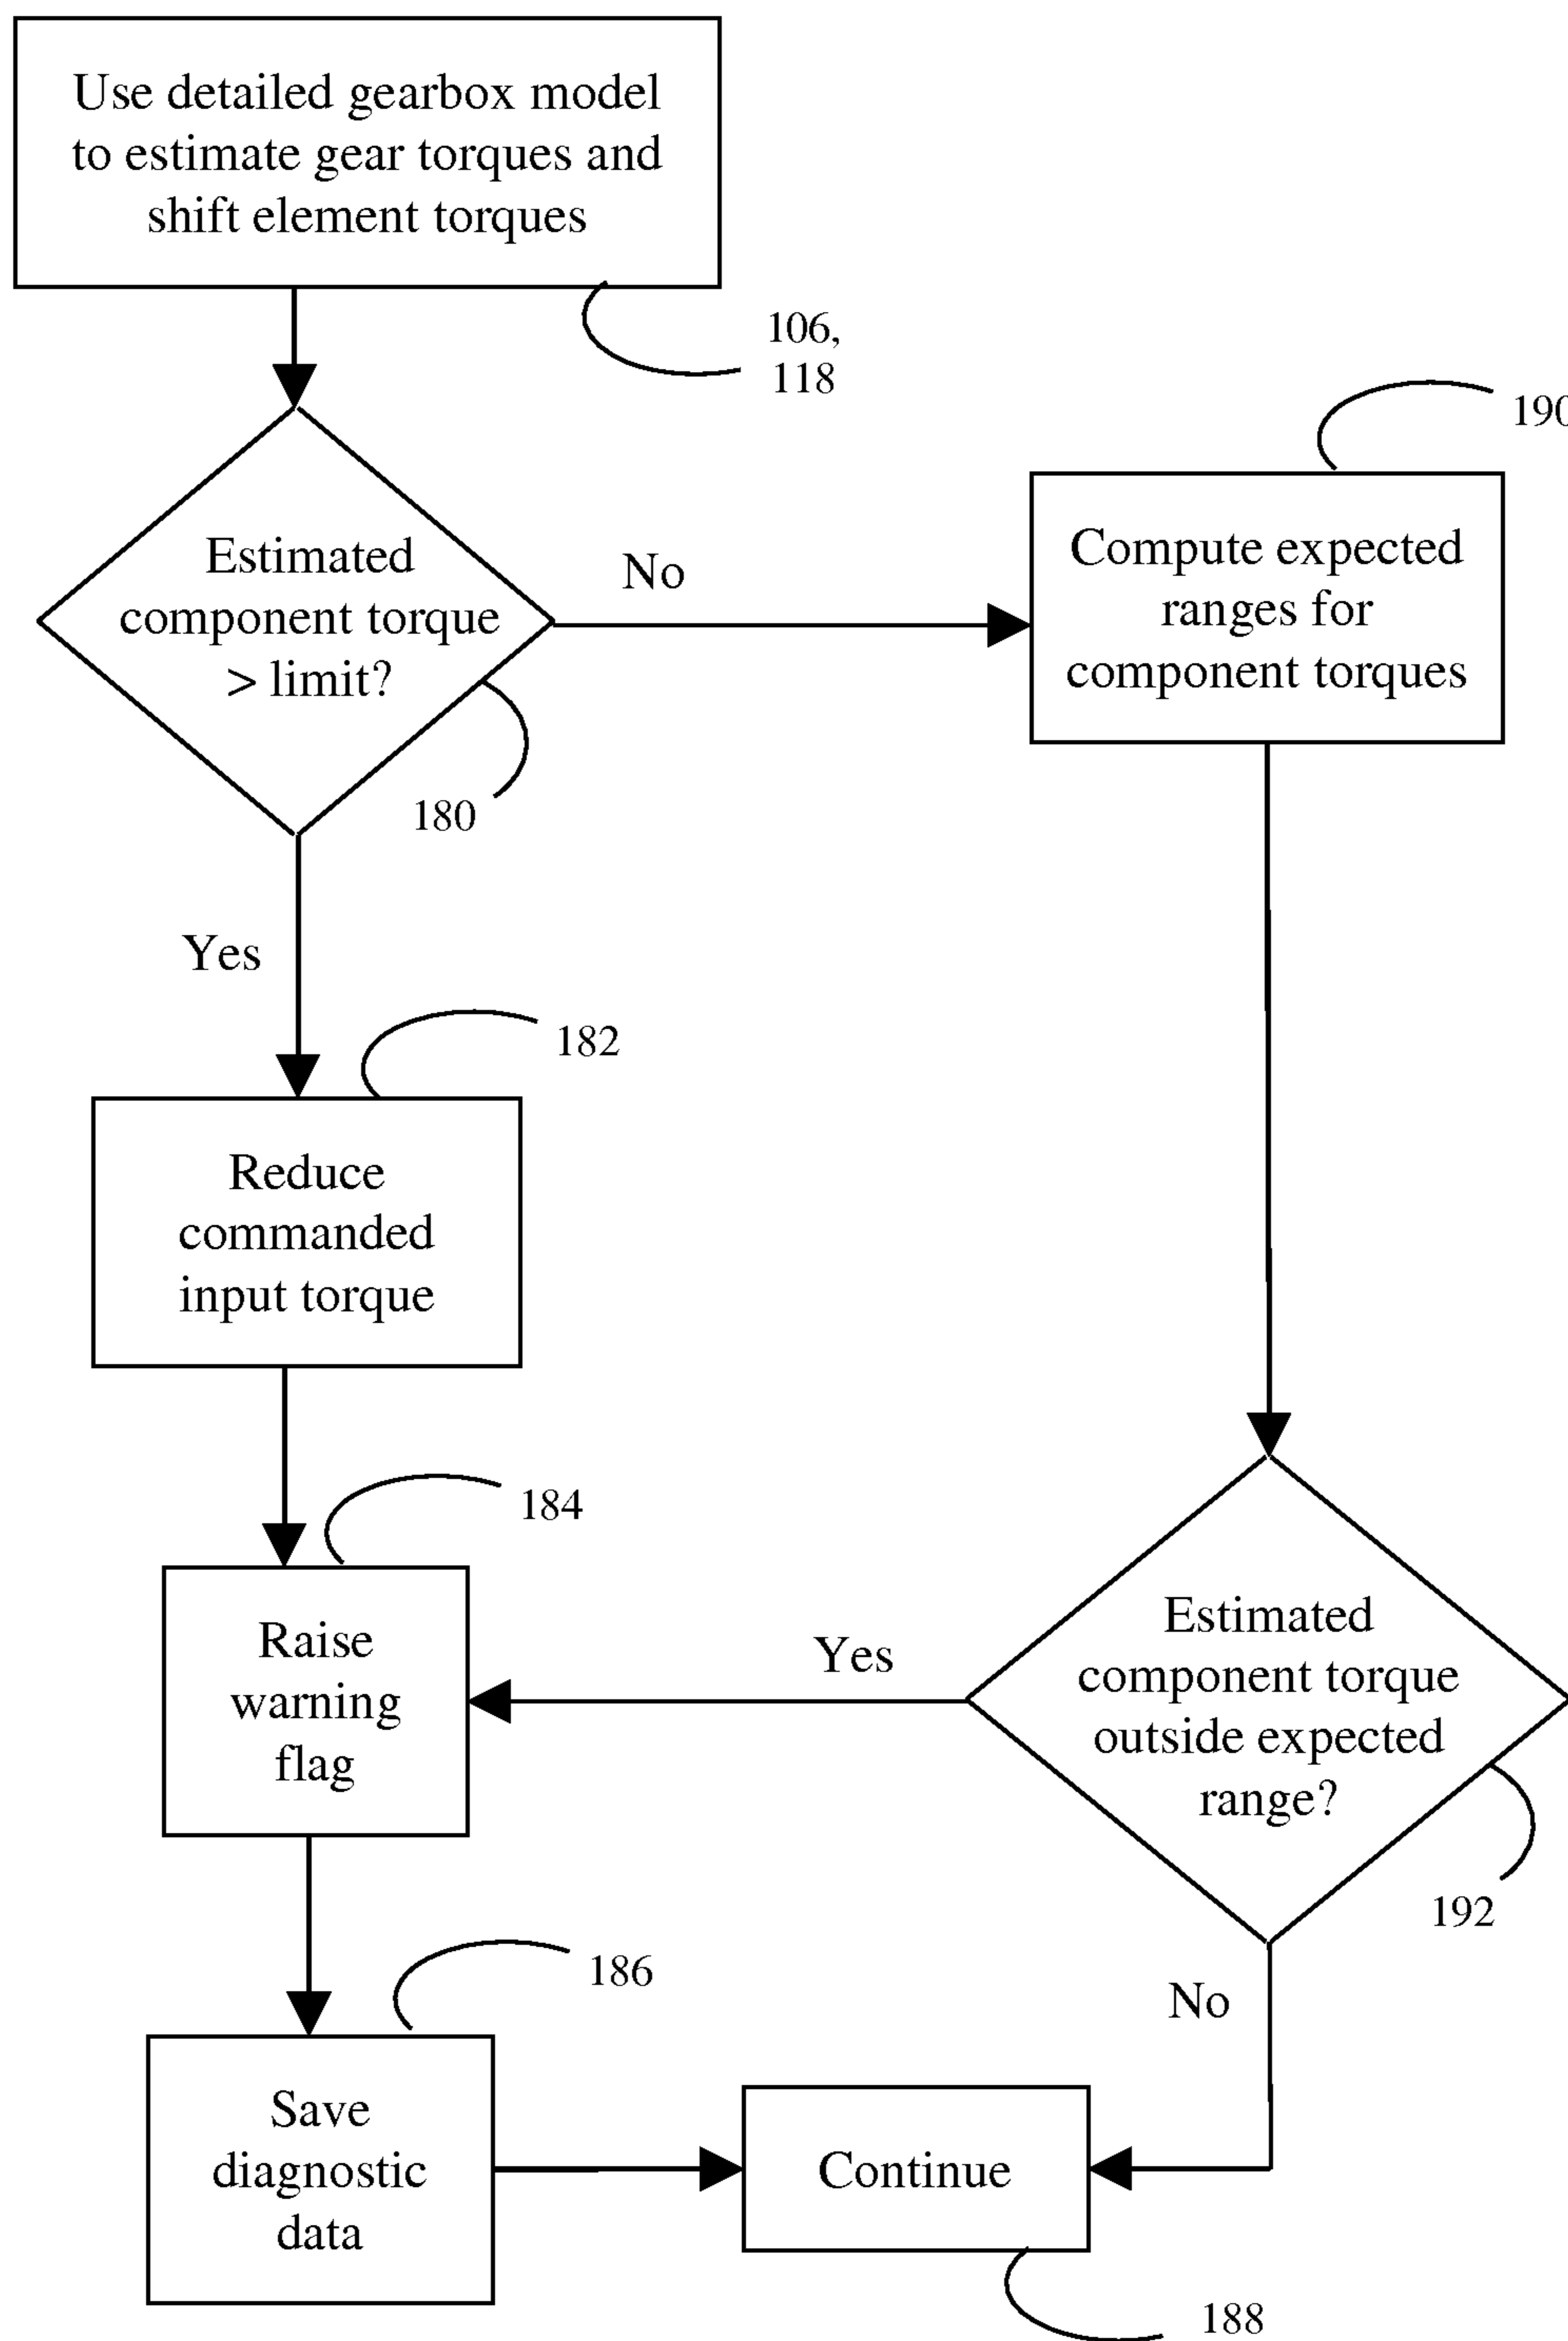 Use detailed gearbox model
to estimate gear torques and
shift element torques
106,
118
190
Estimated
component torque
> limit?
No
Compute expected
ranges for
component torques
180
Yes
182
Reduce
commanded
input torque
184
Raise
warning
flag
Yes
Estimated
component torque
outside expected
range?
192
186
No
Save
diagnostic
data
Continue
188